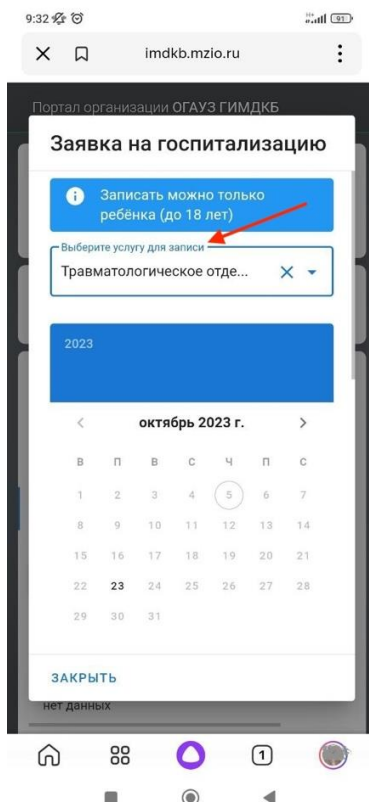 9:32
91
imdkb.mzio.ru
Портал организации ОГАУЗ ГИМДКБ
Заявка на госпитализацию
Записать можно только
ребёнка (до 18 лет)
Выберите услугу для записи
Травматологическое отде...
2023
октябрь 2023 г.
В П В С Ч П С
1 2 3 4 5 6 7
8 9 10 11 12 13 14
15 16 17 18 19 20 21
22 23 24 25 26 27 28
29 30 31
ЗАКРЫТЬ
нет данных
1